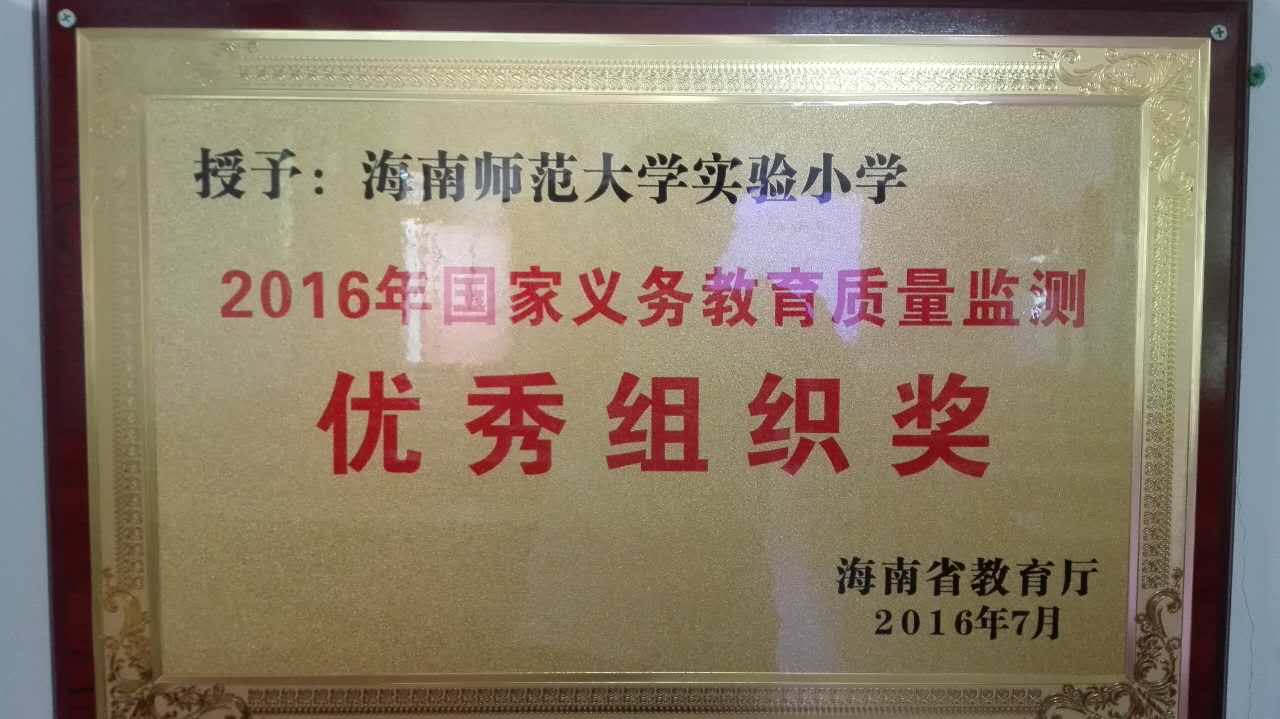 授予：海南师范大学实验小学
2016年国家义务教育质量监测
优秀组织奖
海南省教育厅
2016年7月